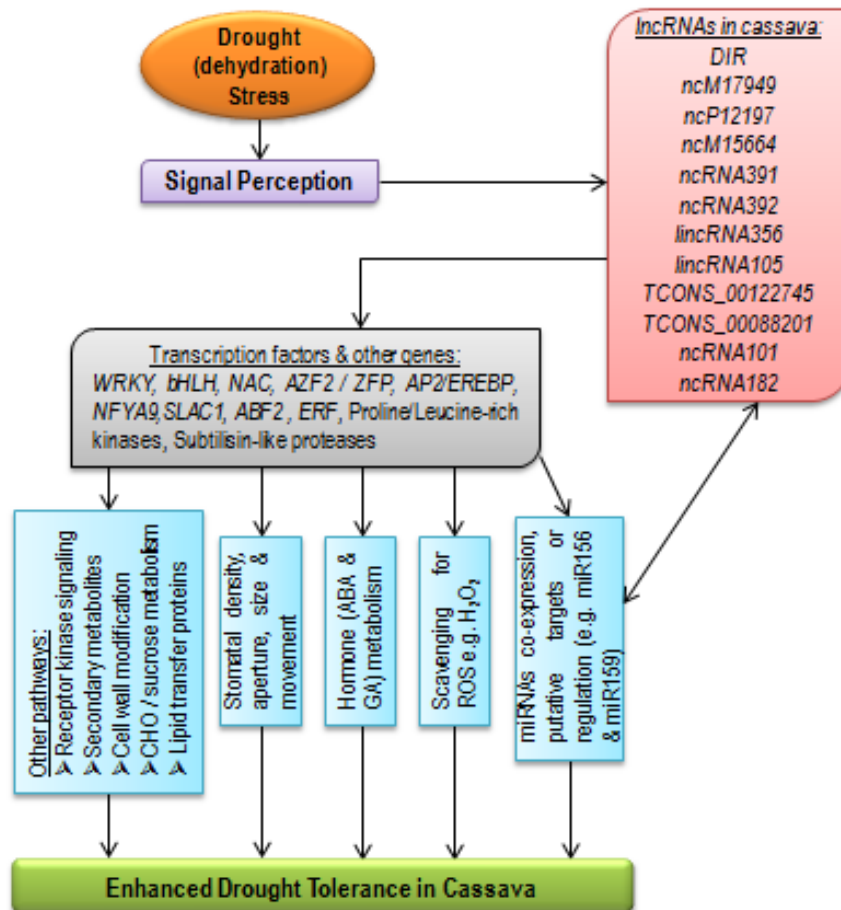 Drought
(dehydration)
Stress
Signal Perception
lncRNAs in cassava:
DIR
ncM17949
ncP12197
ncM15664
ncRNA391
ncRNA392
lincRNA356
lincRNA105
TCONS_00122745
TCONS_00088201
ncRNA101
ncRNA182
Transcription factors & other genes:
WRKY, bHLH, NAC, AZF2 / ZFP, AP2/EREBP,
NFYA9,SLAC1, ABF2 , ERF, Proline/Leucine-rich
kinases, Subtilisin-like proteases
Other pathways:
➢ Receptor kinase signaling
➢ Secondary metabolites
➢ Cell wall modification
➢ CHO / sucrose metabolism
➢ Lipid transfer proteins
Stomatal density,
aperture, size &
movement
Hormone (ABA &
GA) metabolism
Scavenging for
ROS e.g. H₂O₂
miRNAs co-expression,
putative targets or
regulation (e.g. miR156
& miR159)
Enhanced Drought Tolerance in Cassava